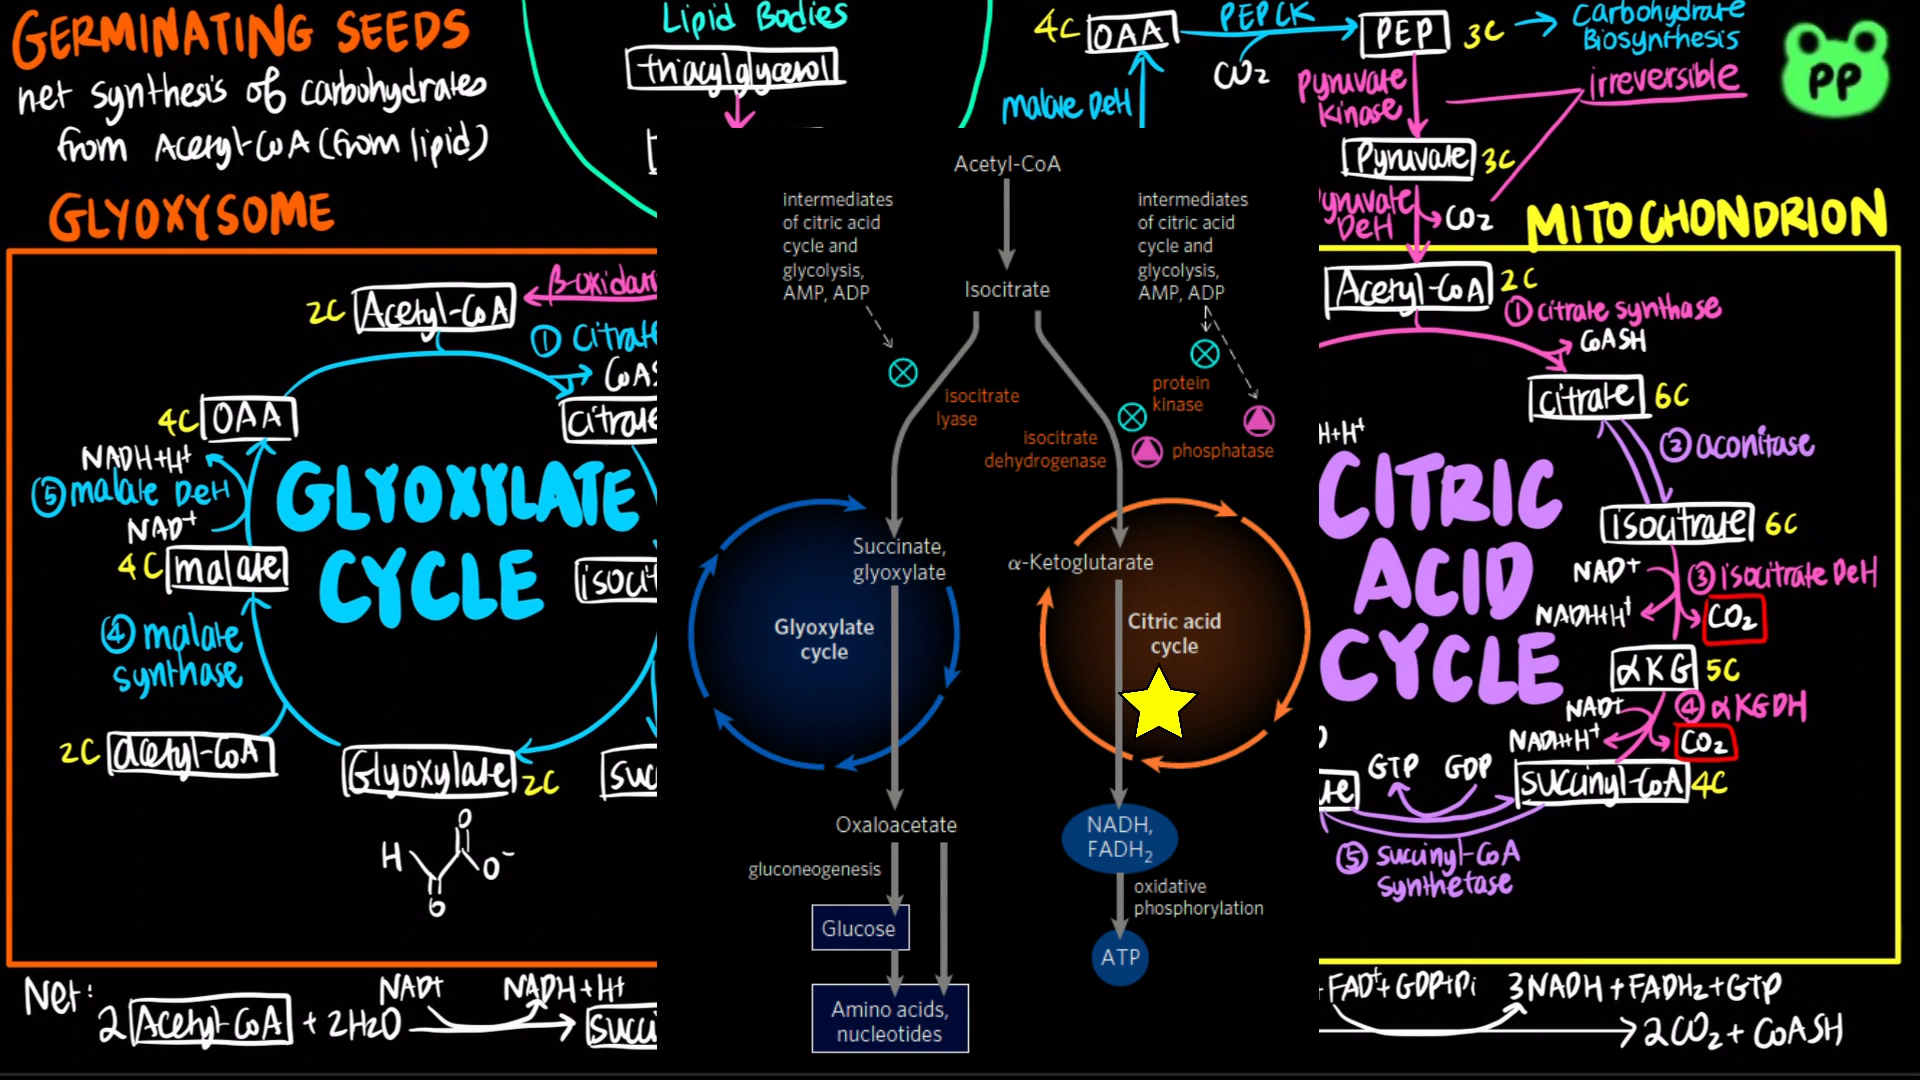 GERMINATING SEEDS
net synthesis of carbohydrates
from Acetyl-CoA (from lipid)
GLYOXYSOME
Lipid Bodies
triacylglycerol
4C OAA
PEPCK
CO2
PEP 3C
Carbohydrate
Biosynthesis
malate DeH
Pyruvate
kinase
irreversible
PP
Pyruvate 3C
yruvate
DeH
CO2
MITOCHONDRION
2C Acetyl-CoA
β-oxidatio
① Citrate
CoAS
4C OAA
citrate
NADH+H+
⑤ malate DeH
NAD+
4C malate
GLYOXYLATE
CYCLE
isocit
④ malate
synthase
2C acetyl-CoA
Glyoxylate 2C
suc
H
O
O-
O
Net:
2 Acetyl-CoA + 2H2O
NAD+
NADH+H+
succi
Acetyl-CoA
intermediates
of citric acid
cycle and
glycolysis,
AMP, ADP
Isocitrate
intermediates
of citric acid
cycle and
glycolysis,
AMP, ADP
isocitrate
lyase
protein
kinase
isocitrate
dehydrogenase
phosphatase
Succinate,
glyoxylate
α-Ketoglutarate
Glyoxylate
cycle
Citric acid
cycle
Oxaloacetate
NADH,
FADH2
gluconeogenesis
oxidative
phosphorylation
Glucose
ATP
Amino acids,
nucleotides
Acetyl-CoA 2C
① citrate synthase
CoASH
citrate 6C
② aconitase
H+H+
CITRIC
ACID
CYCLE
isocitrate 6C
NAD+
③ isocitrate DeH
NADH+H+
CO2
αKG 5C
NAD+
④ αKGDH
NADH+H+
CO2
GTP
GDP
succinyl-CoA 4C
⑤ succinyl-CoA
synthetase
+FAD++GDP+Pi
3NADH+FADH2+GTP
2CO2+CoASH